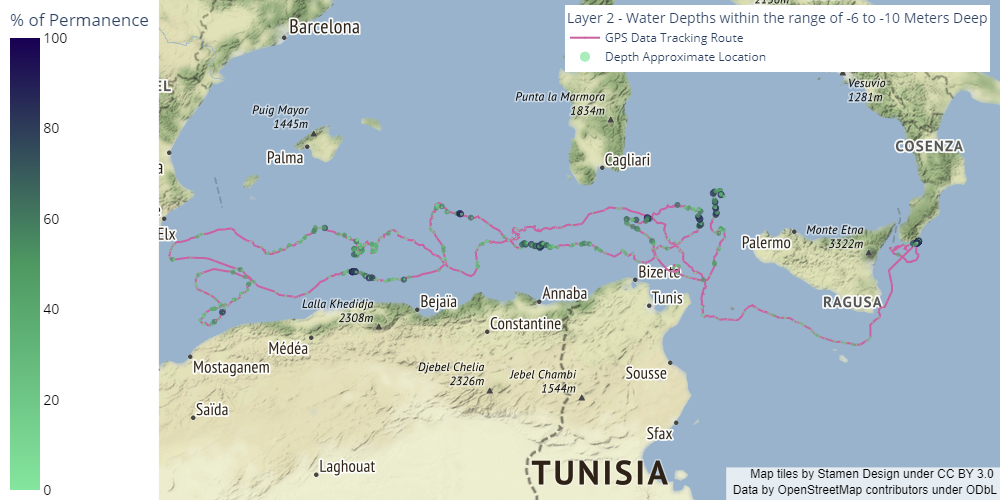 % of Permanence
100
80
60
40
20
0
Layer 2 - Water Depths within the range of -6 to -10 Meters Deep
GPS Data Tracking Route
Depth Approximate Location
Barcelona
EL
Puig Mayor
1445m
Palma
a
Elx
Punta la Marmora
1834m
Cagliari
Vesuvio
1281m
COSENZA
Palermo
Monte Etna
3322m
RAGUSA
Bizerte
Tunis
Lalla Khedidja
2308m
Bejaïa
Annaba
Constantine
Médéa
Mostaganem
Djebel Chelia
2326m
Jebel Chambi
1544m
Sousse
Saïda
Sfax
Laghouat
TUNISIA
Map tiles by Stamen Design under CC BY 3.0
Data by OpenStreetMap contributors under ODbL